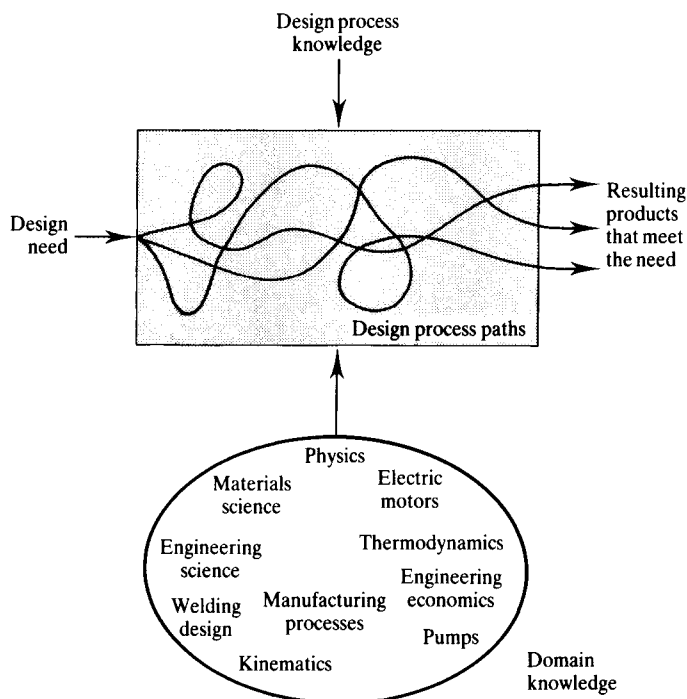 Design process
knowledge
Design
need
Resulting
products
that meet
the need
Design process paths
Physics
Materials
science
Electric
motors
Engineering
science
Thermodynamics
Welding
design
Manufacturing
processes
Engineering
economics
Pumps
Kinematics
Domain
knowledge